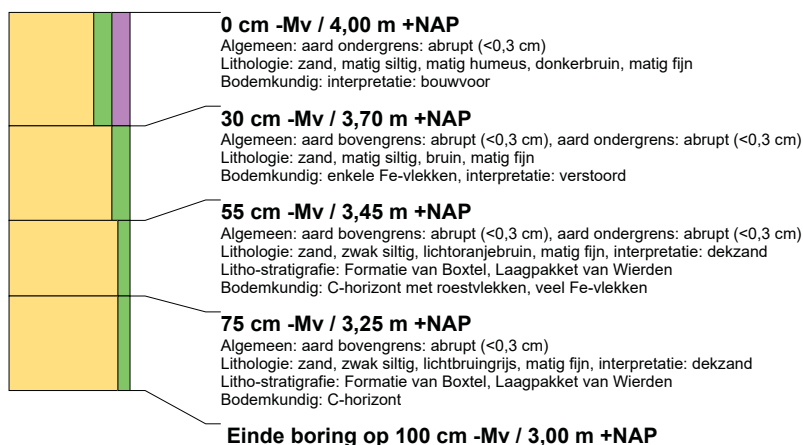 0 cm -Mv / 4,00 m +NAP
Algemeen: aard ondergrens: abrupt (<0,3 cm)
Lithologie: zand, matig siltig, matig humeus, donkerbruin, matig fijn
Bodemkundig: interpretatie: bouwvoor
30 cm -Mv / 3,70 m +NAP
Algemeen: aard bovengrens: abrupt (<0,3 cm), aard ondergrens: abrupt (<0,3 cm)
Lithologie: zand, matig siltig, bruin, matig fijn
Bodemkundig: enkele Fe-vlekken, interpretatie: verstoord
55 cm -Mv / 3,45 m +NAP
Algemeen: aard bovengrens: abrupt (<0,3 cm), aard ondergrens: abrupt (<0,3 cm)
Lithologie: zand, zwak siltig, lichtoranjebruin, matig fijn, interpretatie: dekzand
Litho-stratigrafie: Formatie van Boxtel, Laagpakket van Wierden
Bodemkundig: C-horizont met roestvlekken, veel Fe-vlekken
75 cm -Mv / 3,25 m +NAP
Algemeen: aard bovengrens: abrupt (<0,3 cm)
Lithologie: zand, zwak siltig, lichtbruingrijs, matig fijn, interpretatie: dekzand
Litho-stratigrafie: Formatie van Boxtel, Laagpakket van Wierden
Bodemkundig: C-horizont
Einde boring op 100 cm -Mv / 3,00 m +NAP